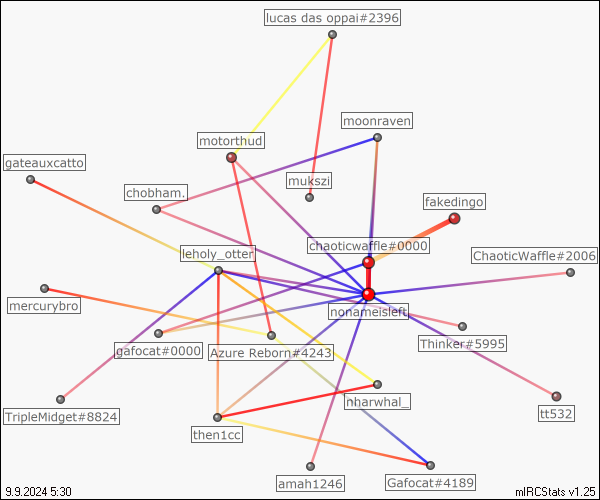 lucas das oppai#2396
moonraven
motorthud
gateauxcatto
mukszi
chobham.
fakedingo
chaoticwaffle#0000
leholy_otter
ChaoticWaffle#2006
mercurybro
nonameisleft
gafocat#0000
Azure Reborn#4243
Thinker#5995
TripleMidget#8824
nharwhal_
tt532
then1cc
amah1246
Gafocat#4189
9.9.2024 5:30
mIRCStats v1.25